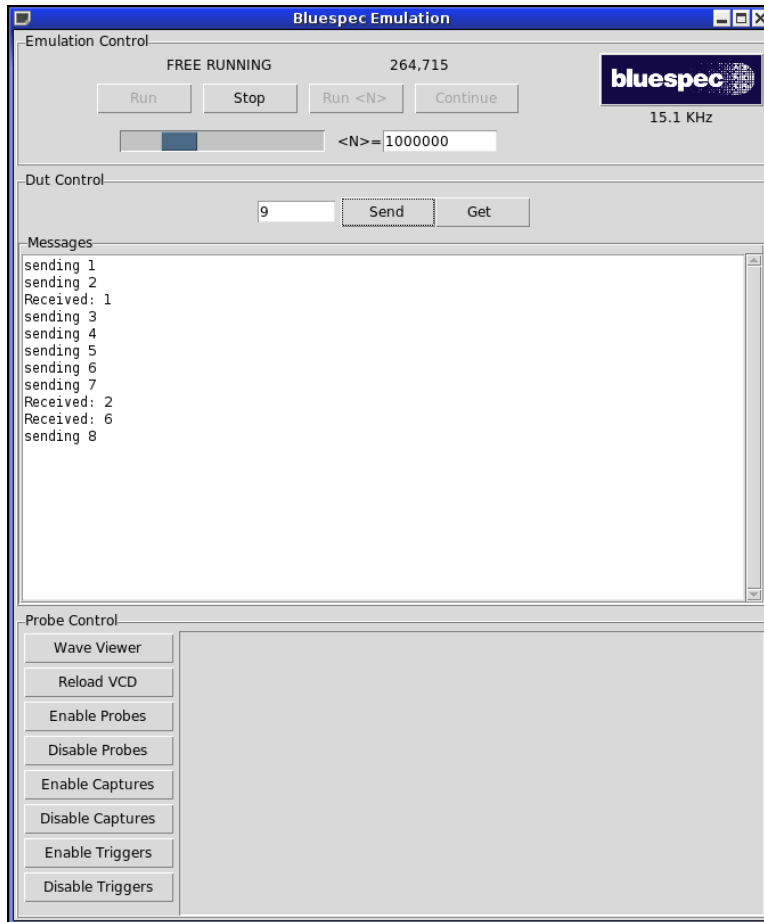 Bluespec Emulation
Emulation Control
FREE RUNNING 264,715
Run Stop Run <N> Continue
bluespec
15.1 KHz
<N>= 1000000
Dut Control
9 Send Get
Messages
sending 1
sending 2
Received: 1
sending 3
sending 4
sending 5
sending 6
sending 7
Received: 2
Received: 6
sending 8
Probe Control
Wave Viewer
Reload VCD
Enable Probes
Disable Probes
Enable Captures
Disable Captures
Enable Triggers
Disable Triggers